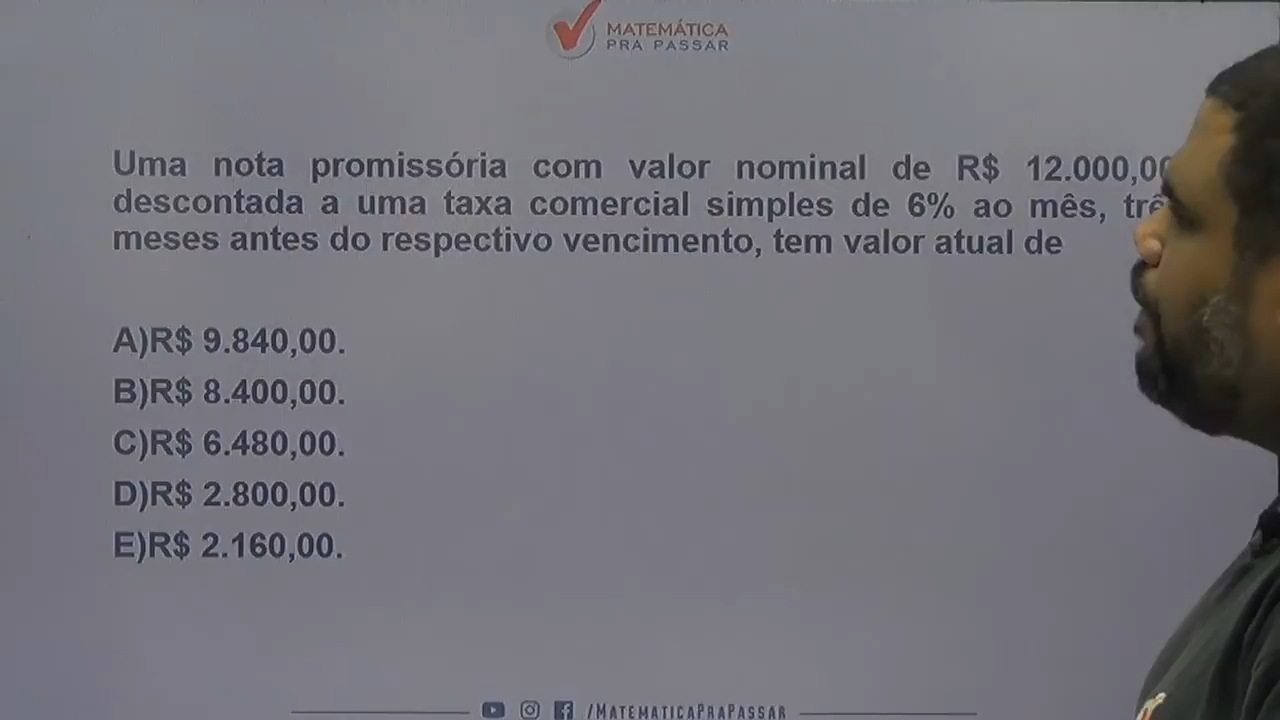 MATEMÁTICA
PRA PASSAR
Uma nota promissória com valor nominal de R$ 12.000,0
descontada a uma taxa comercial simples de 6% ao mês, trê
meses antes do respectivo vencimento, tem valor atual de
A)R$ 9.840,00.
B)R$ 8.400,00.
C)R$ 6.480,00.
D)R$ 2.800,00.
E)R$ 2.160,00.
/MATEMATICAPRAPASSAR